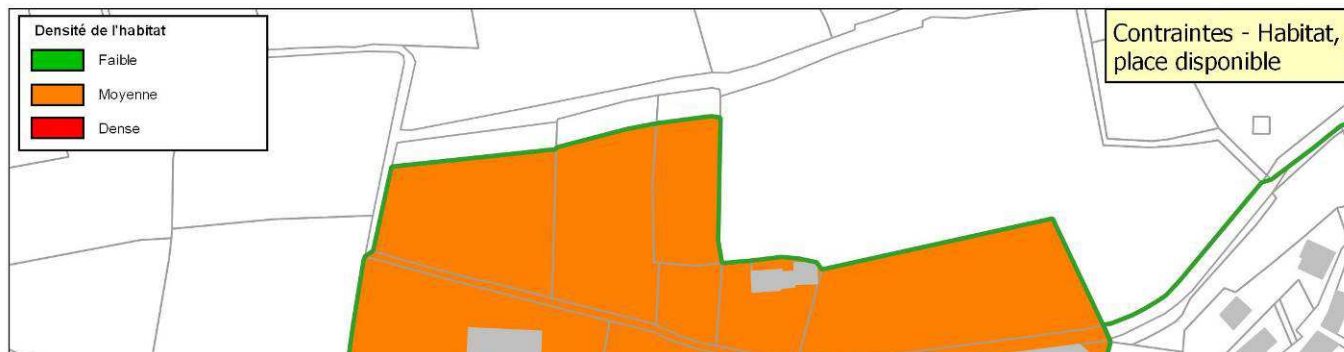 Densité de l'habitat
Faible
Moyenne
Dense
Contraintes - Habitat,
place disponible